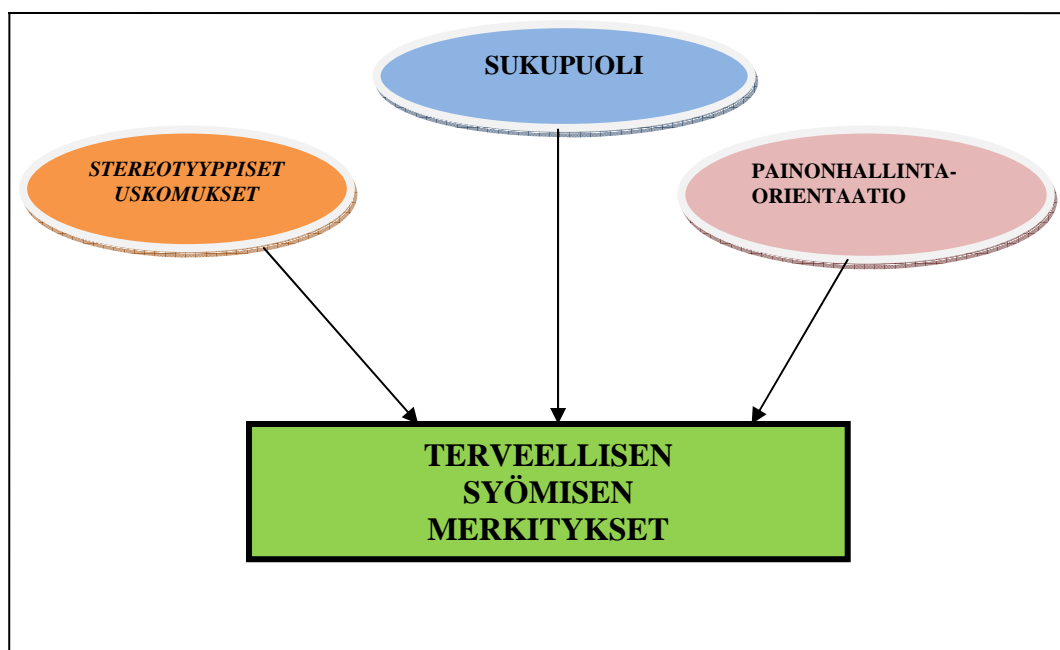 SUKUPUOLI
STEREOTYYPPISET
USKOMUKSET
PAINONHALLINTA-
ORIENTAATIO
TERVEELLISEN
SYÖMISEN
MERKITYKSET